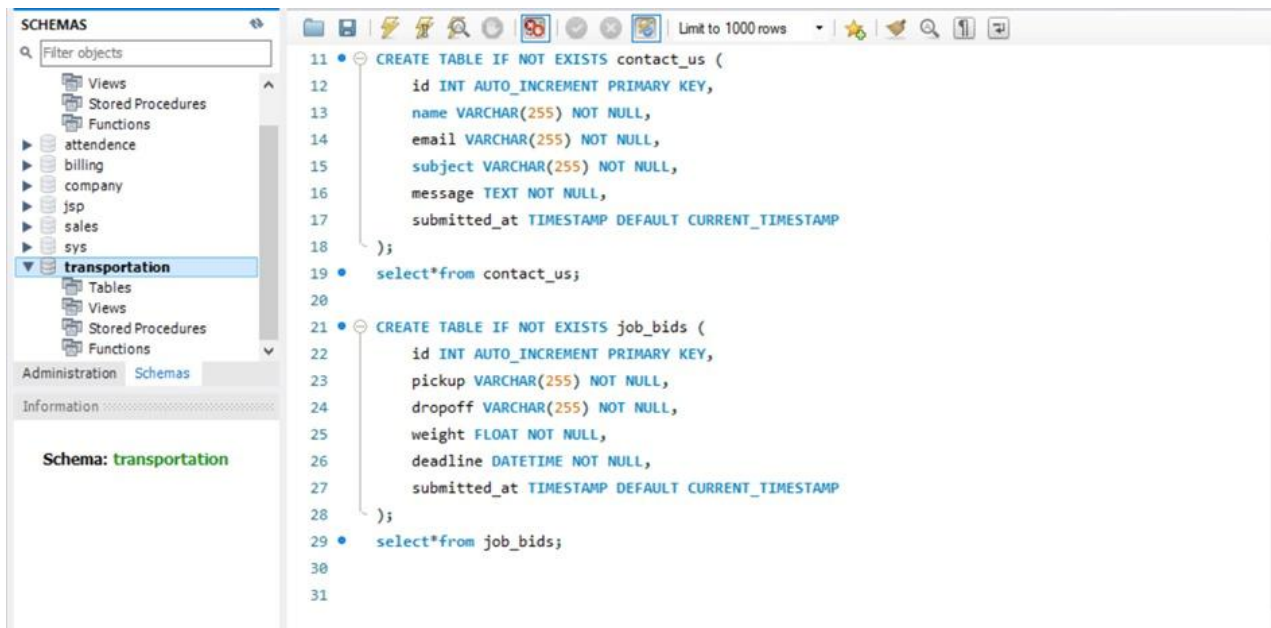 SCHEMAS
Filter objects
Views
Stored Procedures
Functions
attendence
billing
company
jsp
sales
sys
transportation
Tables
Views
Stored Procedures
Functions
Administration Schemas
Information
Schema: transportation
Limit to 1000 rows
11 CREATE TABLE IF NOT EXISTS contact_us (
12 id INT AUTO_INCREMENT PRIMARY KEY,
13 name VARCHAR(255) NOT NULL,
14 email VARCHAR(255) NOT NULL,
15 subject VARCHAR(255) NOT NULL,
16 message TEXT NOT NULL,
17 submitted_at TIMESTAMP DEFAULT CURRENT_TIMESTAMP
18 );
19 select*from contact_us;
20
21 CREATE TABLE IF NOT EXISTS job_bids (
22 id INT AUTO_INCREMENT PRIMARY KEY,
23 pickup VARCHAR(255) NOT NULL,
24 dropoff VARCHAR(255) NOT NULL,
25 weight FLOAT NOT NULL,
26 deadline DATETIME NOT NULL,
27 submitted_at TIMESTAMP DEFAULT CURRENT_TIMESTAMP
28 );
29 select*from job_bids;
30
31